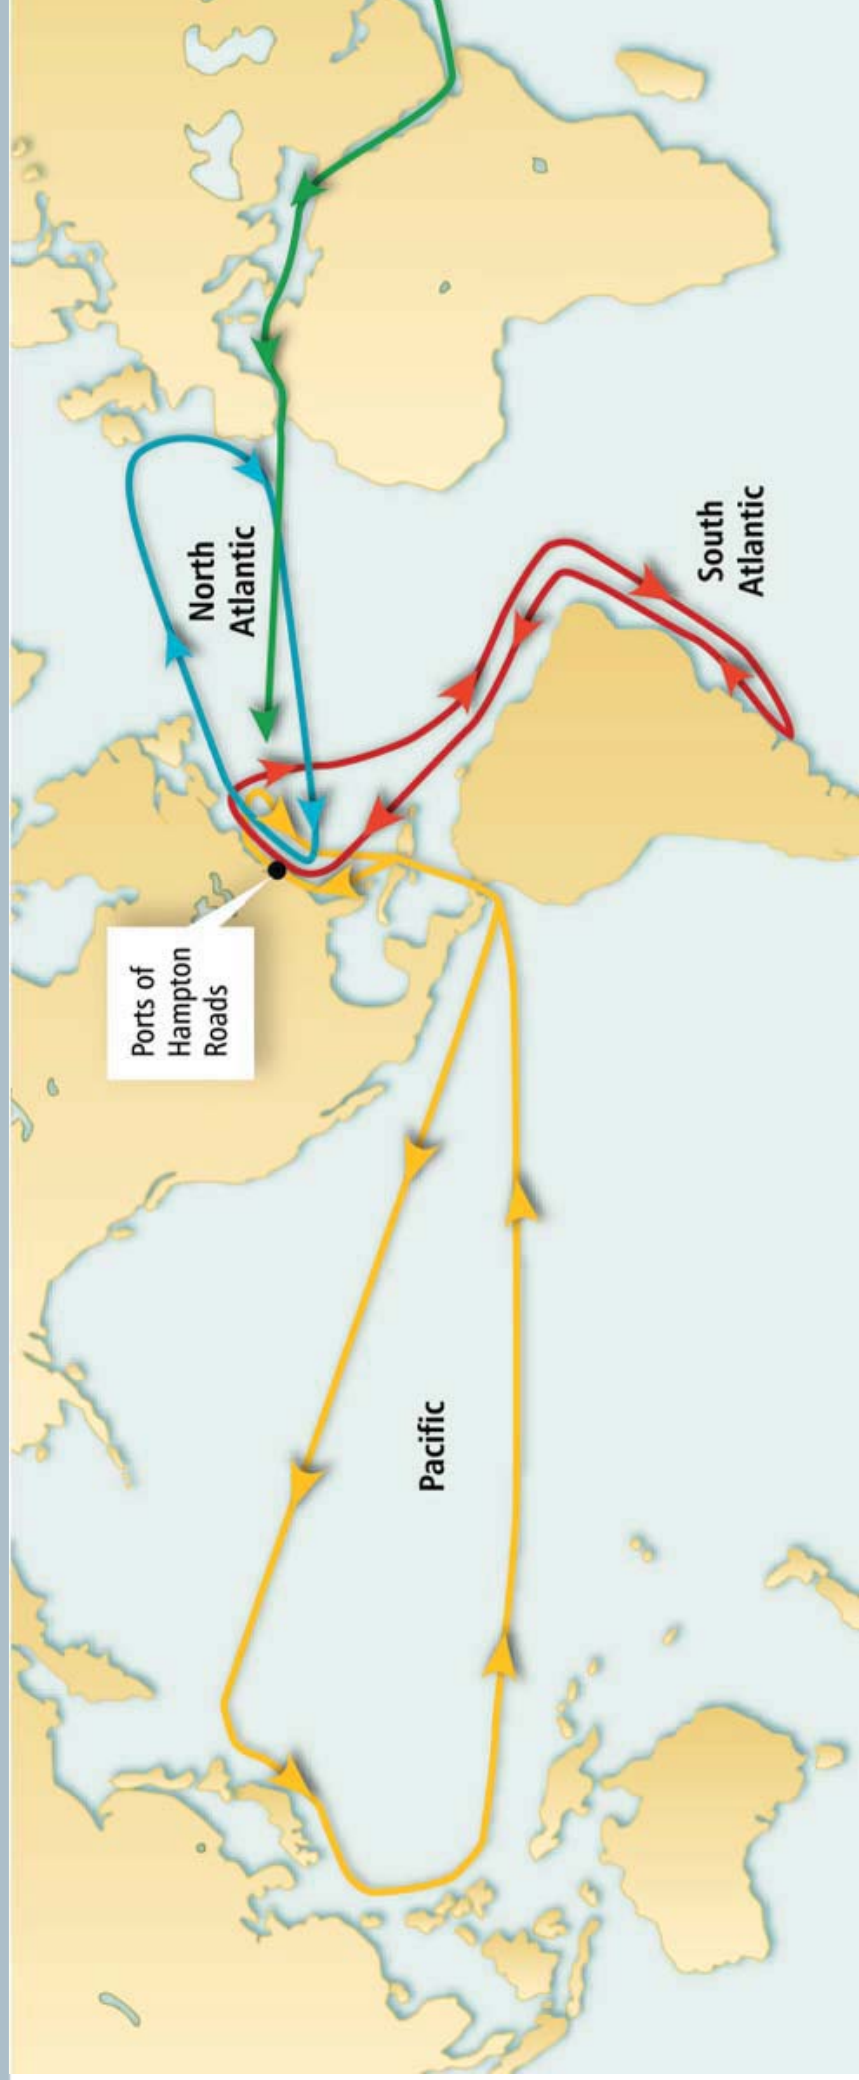 Ports of
Hampton
Roads
North
Atlantic
South
Atlantic
Pacific